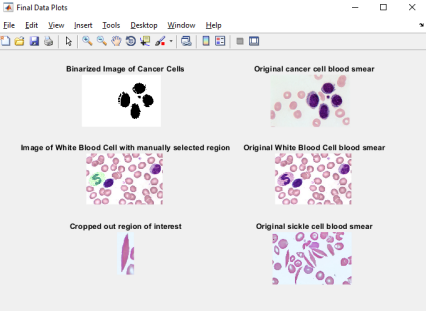 Final Data Plots
File Edit View Insert Tools Desktop Window Help
Binarized Image of Cancer Cells
Original cancer cell blood smear
Image of White Blood Cell with manually selected region
Original White Blood Cell blood smear
Cropped out region of interest
Original sickle cell blood smear